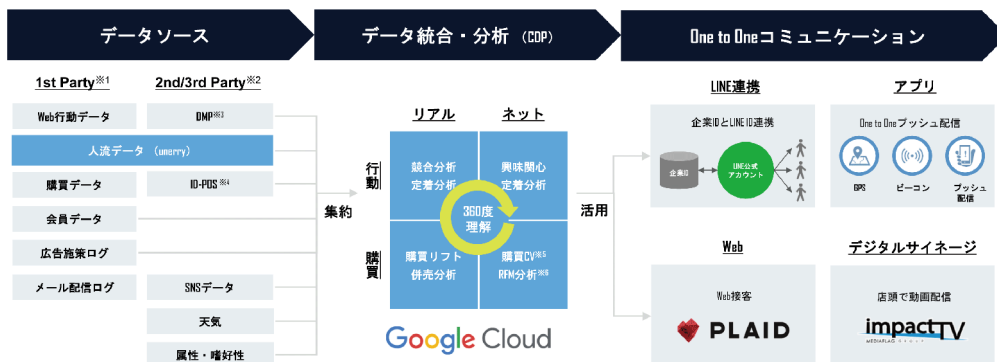 データソース
データ統合・分析 (CDP)
One to Oneコミュニケーション
1st Party※1
2nd/3rd Party※2
Web行動データ
DMP※3
人流データ (unerry)
購買データ
ID-POS※4
会員データ
広告施策ログ
メール配信ログ
SNSデータ
天気
属性・嗜好性
集約
リアル
ネット
行動
購買
競合分析
定着分析
興味関心
定着分析
360度
理解
購買リフト
併売分析
購買CV※5
RFM分析※6
Google Cloud
活用
LINE連携
企業IDとLINE ID連携
企業ID
LINE公式
アカウント
アプリ
One to Oneプッシュ配信
GPS
ビーコン
プッシュ
配信
Web
Web接客
PLAID
デジタルサイネージ
店頭で動画配信
impactTV
MEDIAFLAG GROUP